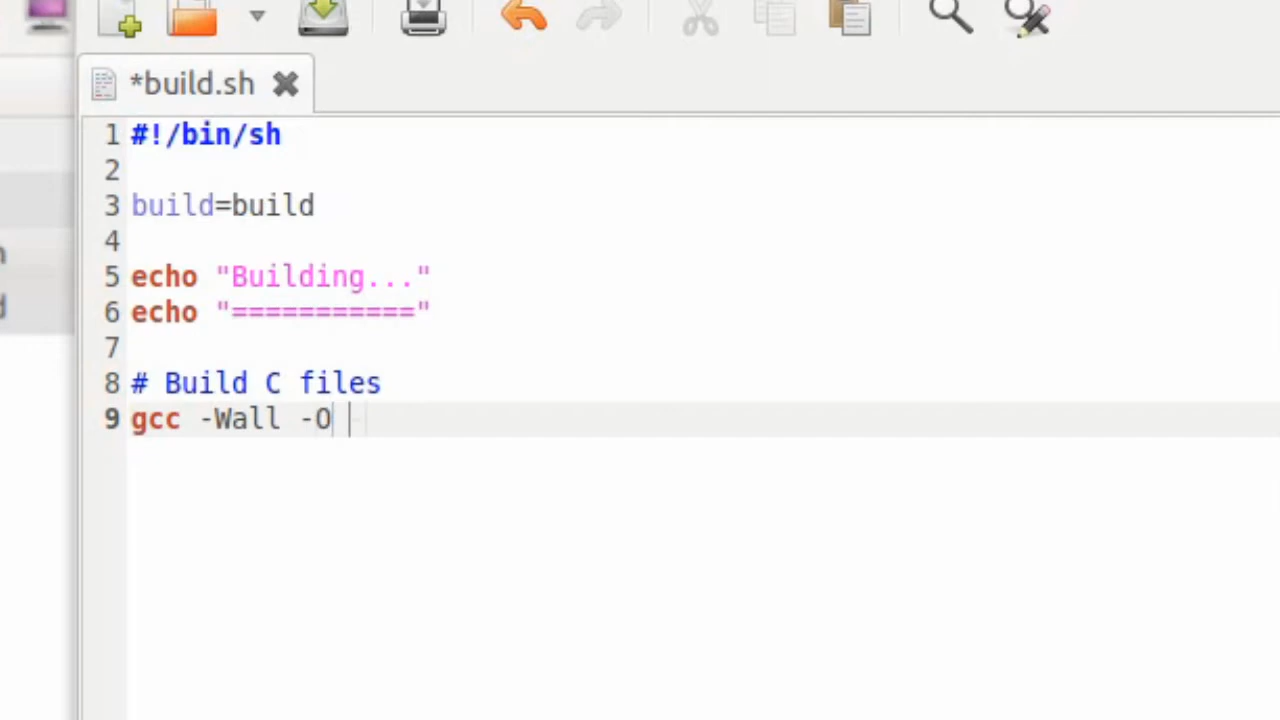 *build.sh
1 #!/bin/sh
2
3 build=build
4
5 echo "Building..."
6 echo "==========="
7
8 # Build C files
9 gcc -Wall -O